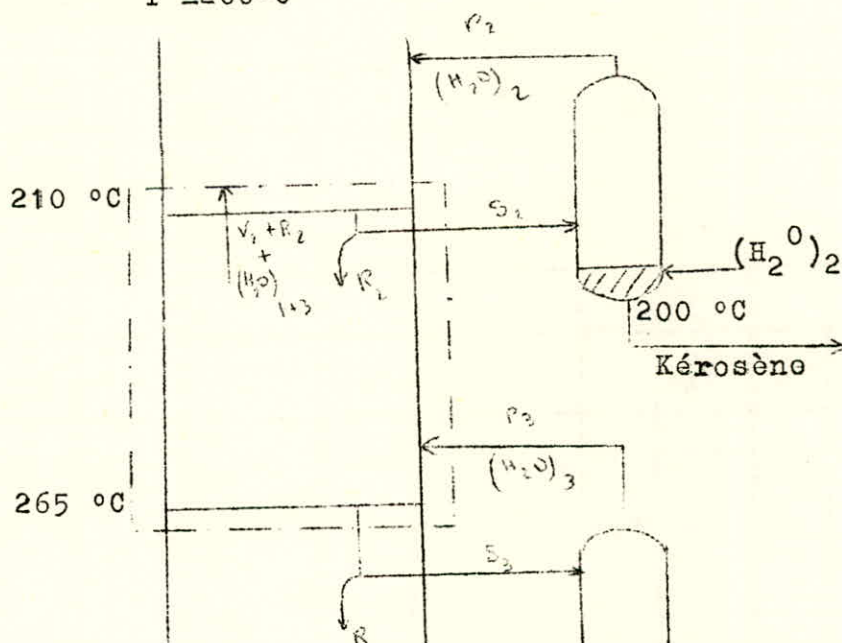 P₂
(H₂O)₂
210 °C
S₂
V₂ + R₂
+
(H₂O)
1+3
R₂
(H₂O)₂
200 °C
Kérosène
P₃
(H₂O)₃
265 °C
S₃
R